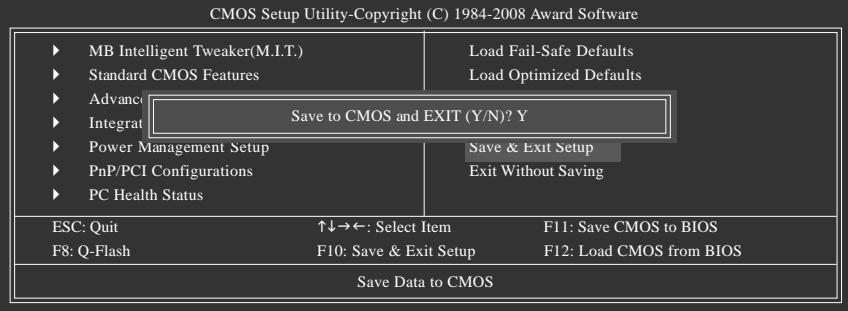 CMOS Setup Utility-Copyright (C) 1984-2008 Award Software
MB Intelligent Tweaker(M.I.T.)
Standard CMOS Features
Advance
Integrat
Power Management Setup
PnP/PCI Configurations
PC Health Status
Load Fail-Safe Defaults
Load Optimized Defaults
Save & Exit Setup
Exit Without Saving
Save to CMOS and EXIT (Y/N)? Y
ESC: Quit ↑↓→←: Select Item F11: Save CMOS to BIOS
F8: Q-Flash F10: Save & Exit Setup F12: Load CMOS from BIOS
Save Data to CMOS